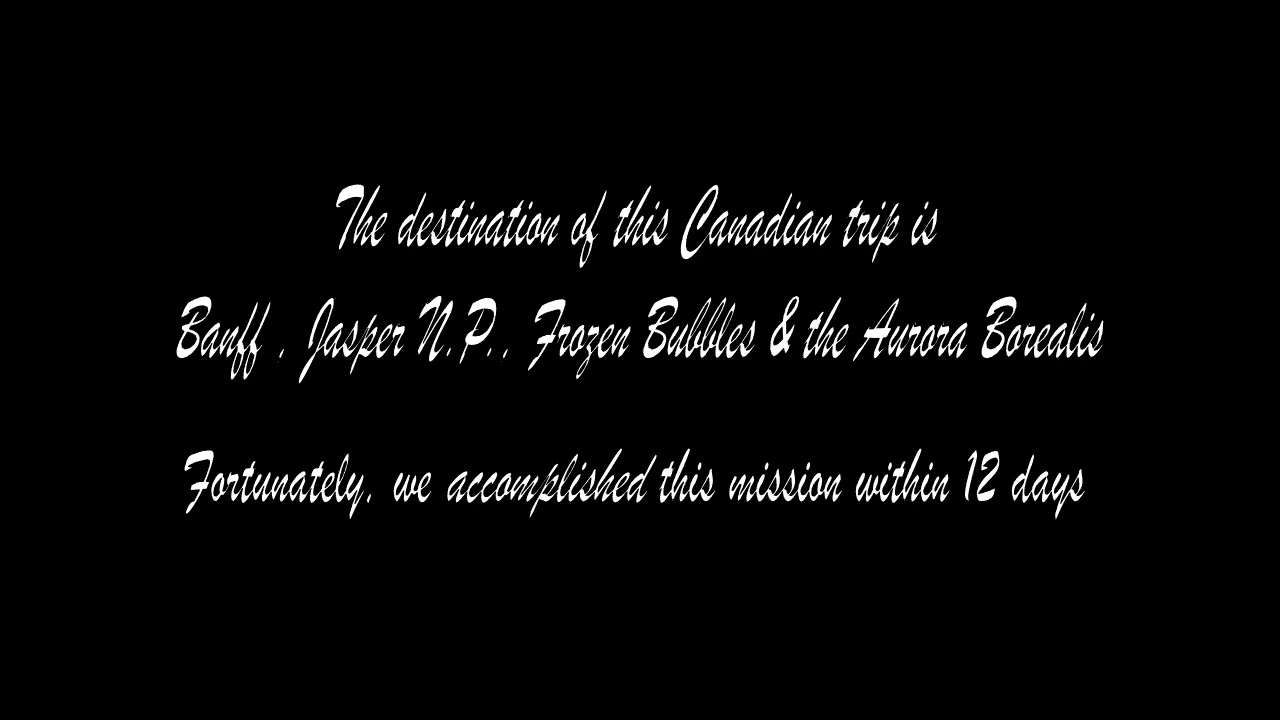 The destination of this Canadian trip is
Banff , Jasper N.P., Frozen Bubbles & the Aurora Borealis
Fortunately, we accomplished this mission within 12 days